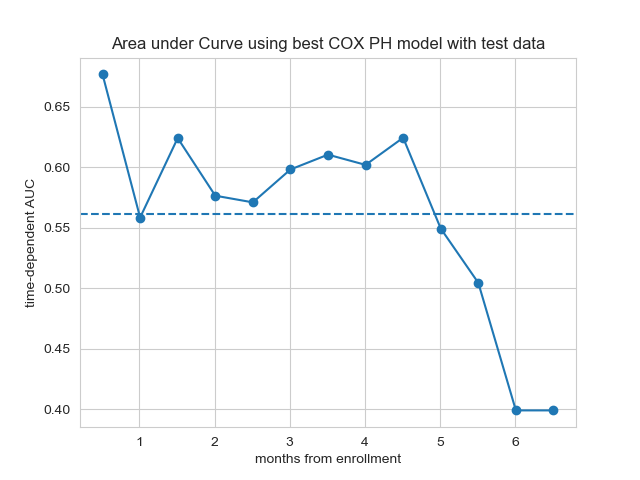 Area under Curve using best COX PH model with test data
time-dependent AUC
0.65
0.60
0.55
0.50
0.45
0.40
1 2 3 4 5 6
months from enrollment